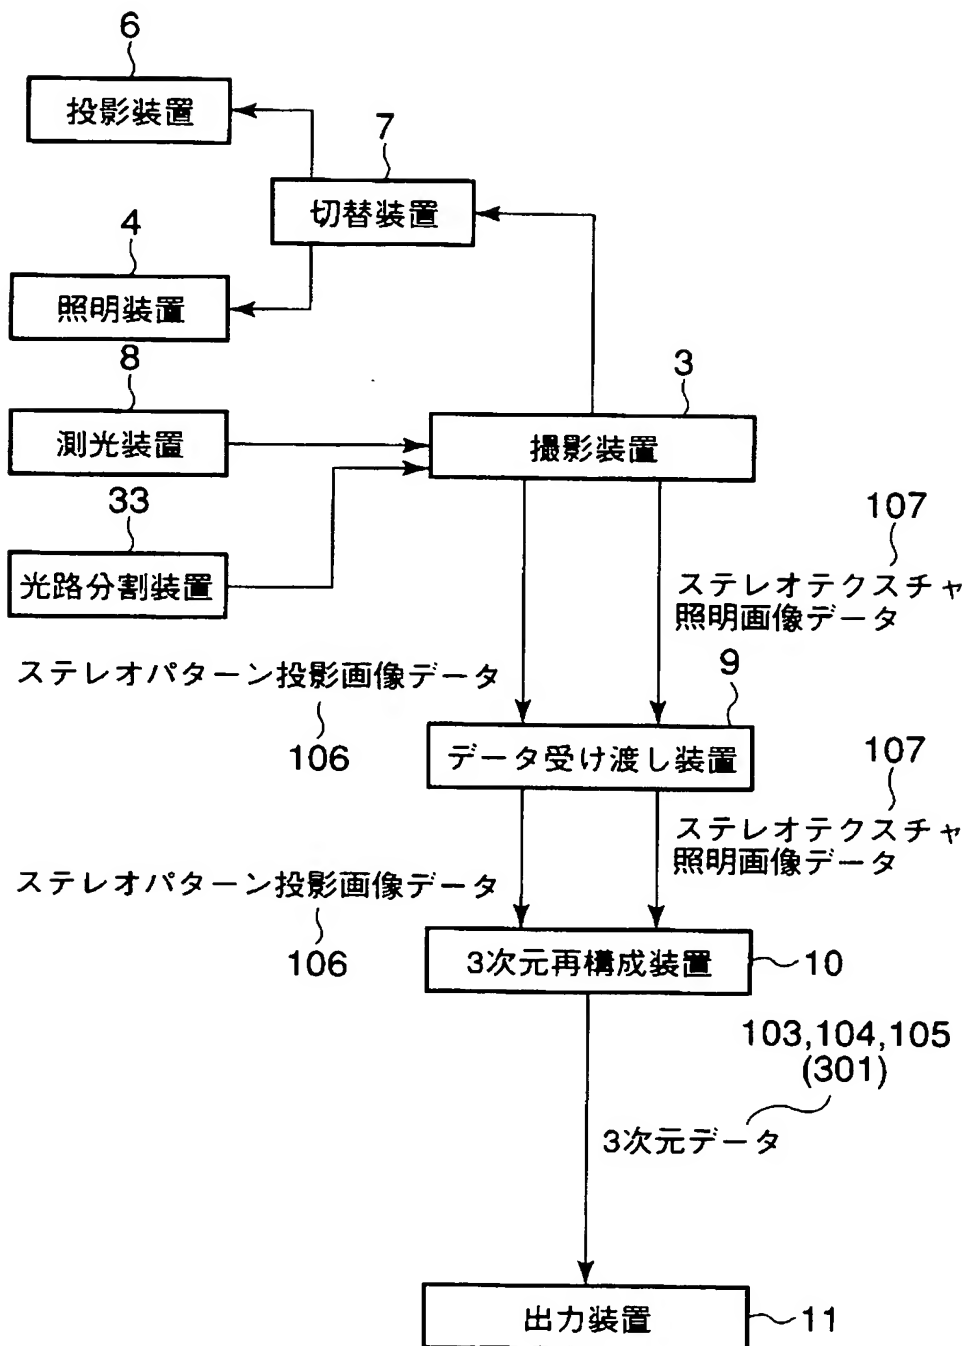 6
投影装置
7
切替装置
4
照明装置
8
測光装置
3
撮影装置
33
光路分割装置
107
ステレオテクスチャ
照明画像データ
ステレオパターン投影画像データ
106
9
データ受け渡し装置
107
ステレオテクスチャ
照明画像データ
ステレオパターン投影画像データ
106
3次元再構成装置
10
103,104,105
(301)
3次元データ
出力装置
11